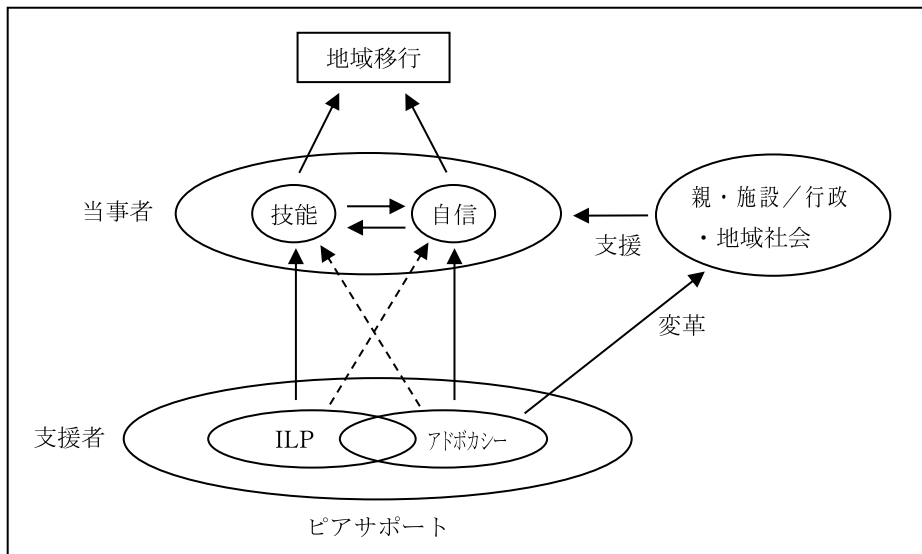 地域移行
当事者
技能
自信
親・施設／行政
・地域社会
支援
変革
支援者
ILP
アドボカシー
ピアサポート